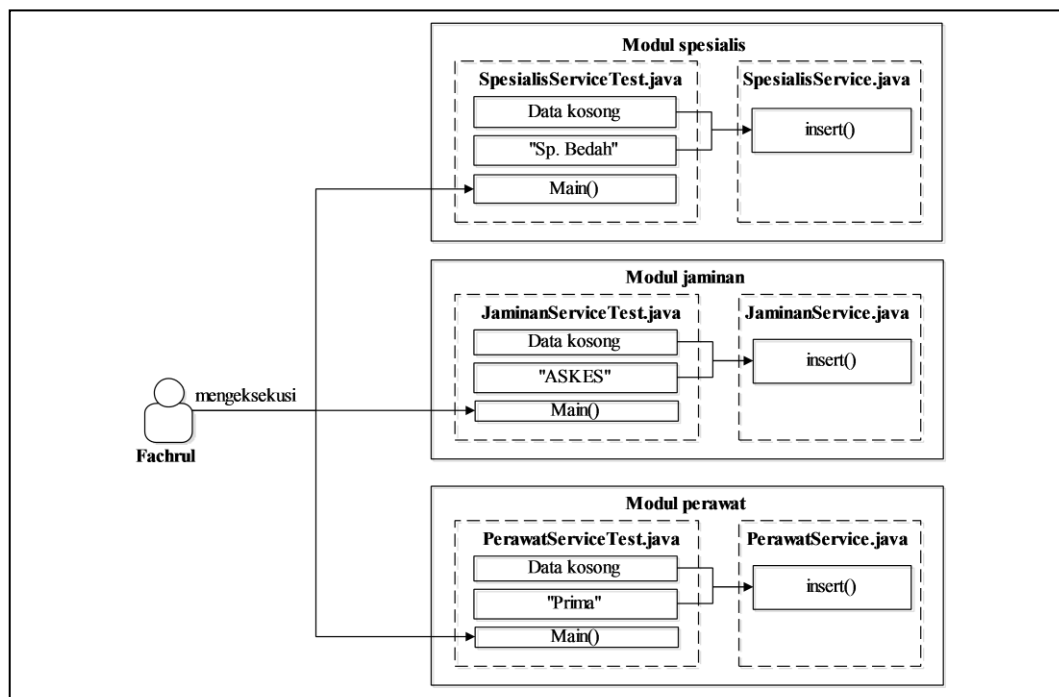 Modul spesialis
SpesialisServiceTest.java
SpesialisService.java
Data kosong
insert()
"Sp. Bedah"
Main()
Modul jaminan
JaminanServiceTest.java
JaminanService.java
Data kosong
insert()
"ASKES"
Main()
mengeksekusi
Fachrul
Modul perawat
PerawatServiceTest.java
PerawatService.java
Data kosong
insert()
"Prima"
Main()